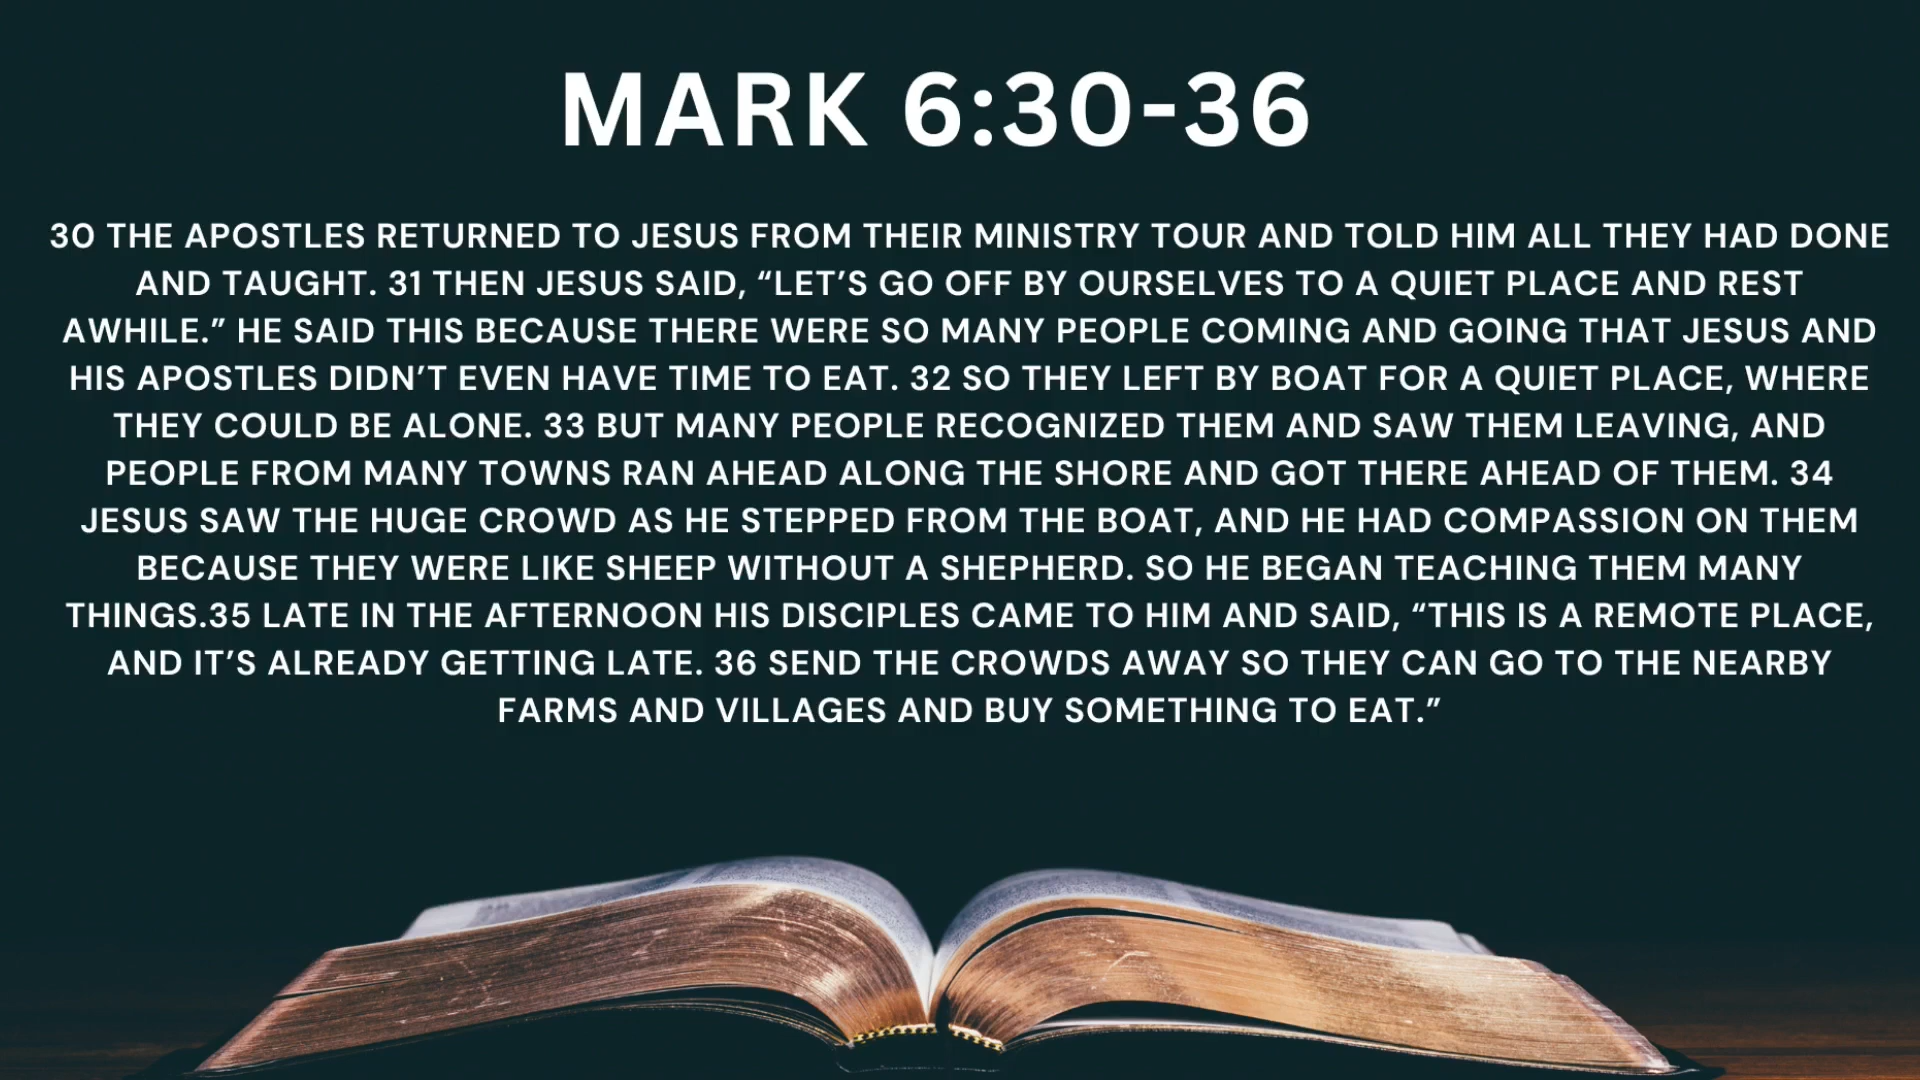 MARK 6:30-36
30 THE APOSTLES RETURNED TO JESUS FROM THEIR MINISTRY TOUR AND TOLD HIM ALL THEY HAD DONE
AND TAUGHT. 31 THEN JESUS SAID, “LET’S GO OFF BY OURSELVES TO A QUIET PLACE AND REST
AWHILE.” HE SAID THIS BECAUSE THERE WERE SO MANY PEOPLE COMING AND GOING THAT JESUS AND
HIS APOSTLES DIDN’T EVEN HAVE TIME TO EAT. 32 SO THEY LEFT BY BOAT FOR A QUIET PLACE, WHERE
THEY COULD BE ALONE. 33 BUT MANY PEOPLE RECOGNIZED THEM AND SAW THEM LEAVING, AND
PEOPLE FROM MANY TOWNS RAN AHEAD ALONG THE SHORE AND GOT THERE AHEAD OF THEM. 34
JESUS SAW THE HUGE CROWD AS HE STEPPED FROM THE BOAT, AND HE HAD COMPASSION ON THEM
BECAUSE THEY WERE LIKE SHEEP WITHOUT A SHEPHERD. SO HE BEGAN TEACHING THEM MANY
THINGS.35 LATE IN THE AFTERNOON HIS DISCIPLES CAME TO HIM AND SAID, “THIS IS A REMOTE PLACE,
AND IT’S ALREADY GETTING LATE. 36 SEND THE CROWDS AWAY SO THEY CAN GO TO THE NEARBY
FARMS AND VILLAGES AND BUY SOMETHING TO EAT.”